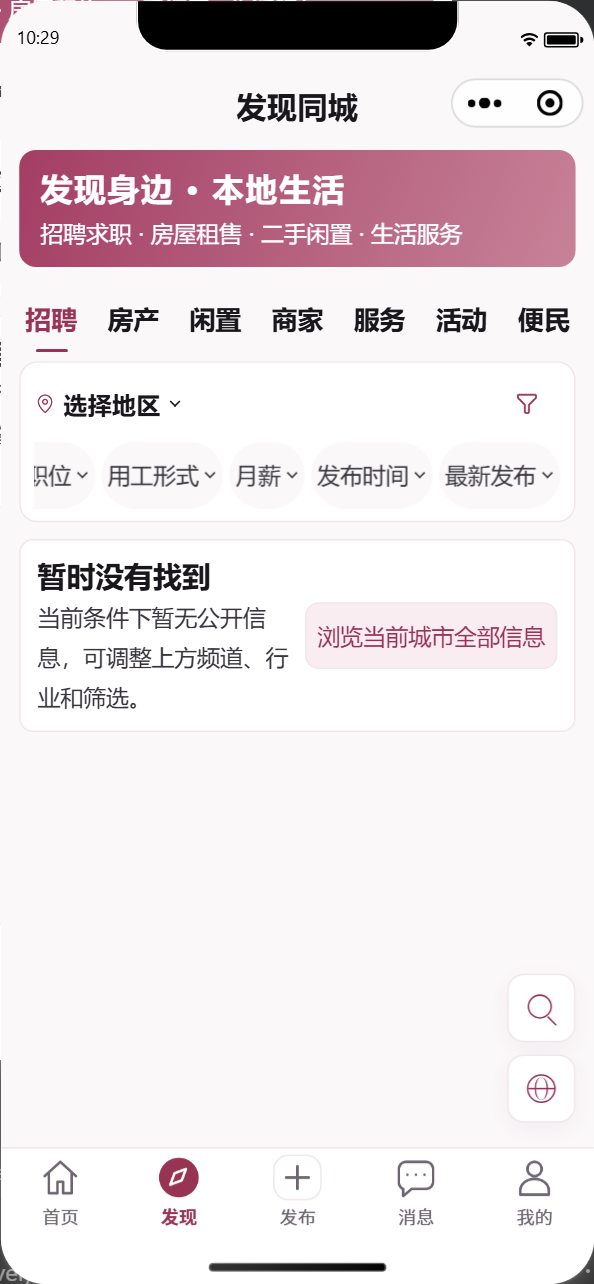 10:29
发现同城
发现身边 · 本地生活
招聘求职 · 房屋租售 · 二手闲置 · 生活服务
招聘 房产 闲置 商家 服务 活动 便民
选择地区
职位 用工形式 月薪 发布时间 最新发布
暂时没有找到
当前条件下暂无公开信
息，可调整上方频道、行
业和筛选。
浏览当前城市全部信息
首页 发现 发布 消息 我的